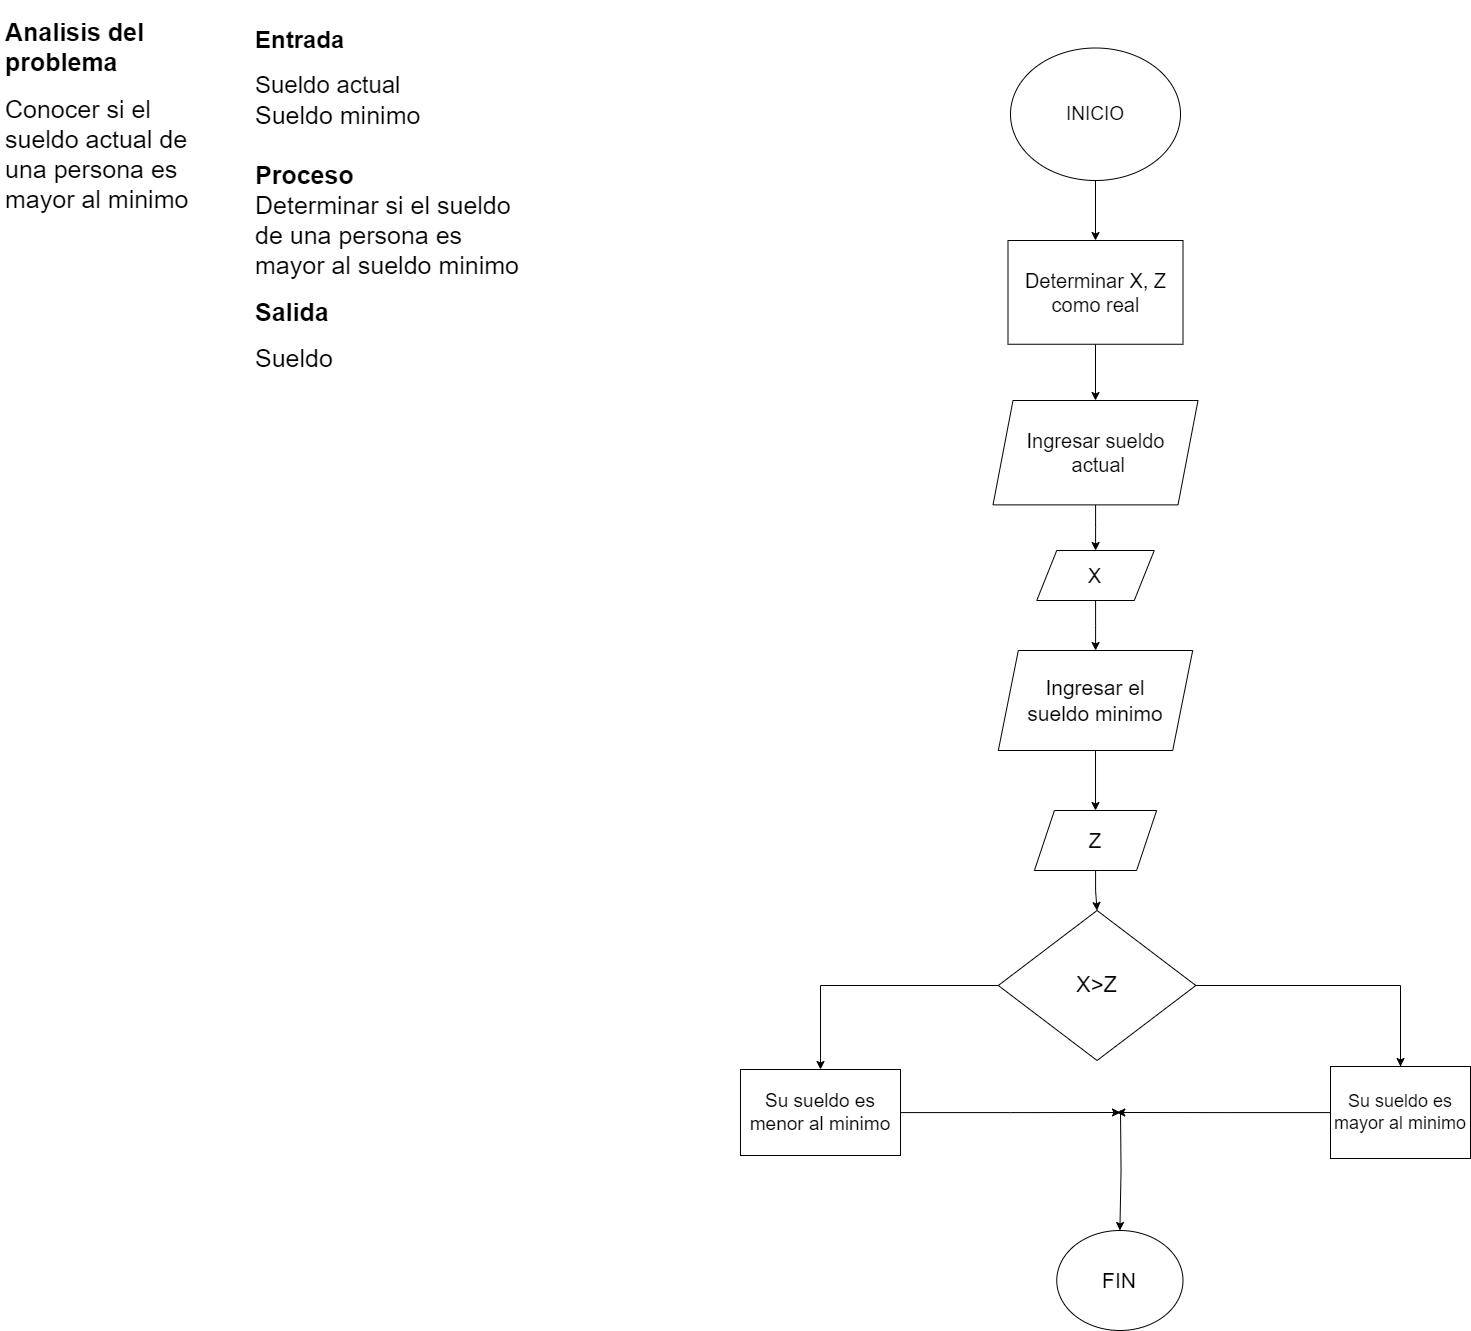 Analisis del
problema
Conocer si el
sueldo actual de
una persona es
mayor al minimo
Entrada
Sueldo actual
Sueldo minimo
Proceso
Determinar si el sueldo
de una persona es
mayor al sueldo minimo
Salida
Sueldo
INICIO
Determinar X, Z
como real
Ingresar sueldo
actual
X
Ingresar el
sueldo minimo
Z
X>Z
Su sueldo es
menor al minimo
Su sueldo es
mayor al minimo
FIN